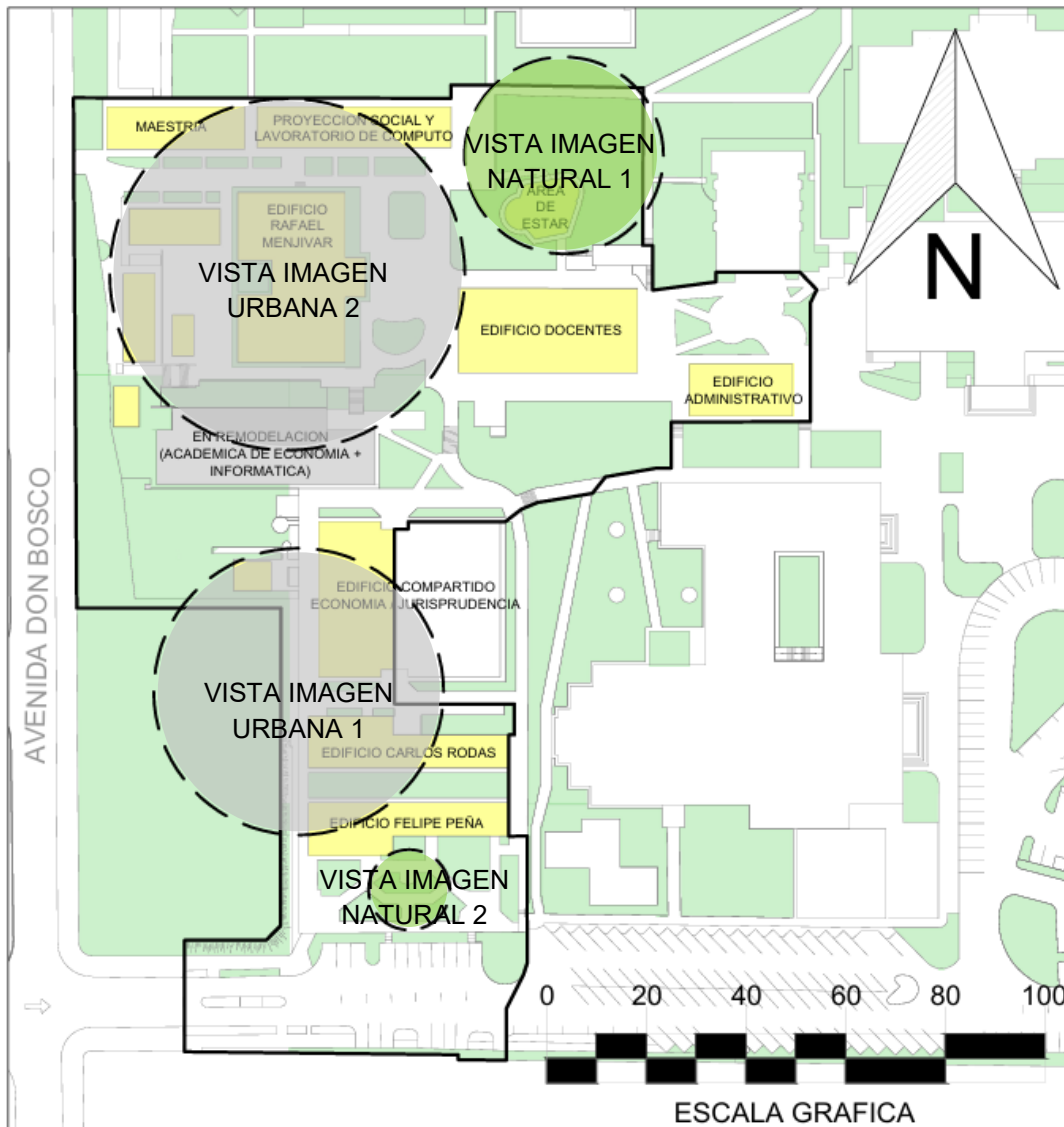 MAESTRIA
PROYECCION SOCIAL Y
LAVORATORIO DE COMPUTO
VISTA IMAGEN
NATURAL 1
AREA
DE
ESTAR
EDIFICIO
RAFAEL
MENJIVAR
VISTA IMAGEN
URBANA 2
N
EDIFICIO DOCENTES
EDIFICIO
ADMINISTRATIVO
EN REMODELACION
(ACADEMICA DE ECONOMIA +
INFORMATICA)
AVENIDA DON BOSCO
EDIFICIO COMPARTIDO
ECONOMIA / JURISPRUDENCIA
VISTA IMAGEN
URBANA 1
EDIFICIO CARLOS RODAS
EDIFICIO FELIPE PEÑA
VISTA IMAGEN
NATURAL 2
0 20 40 60 80 100
ESCALA GRAFICA